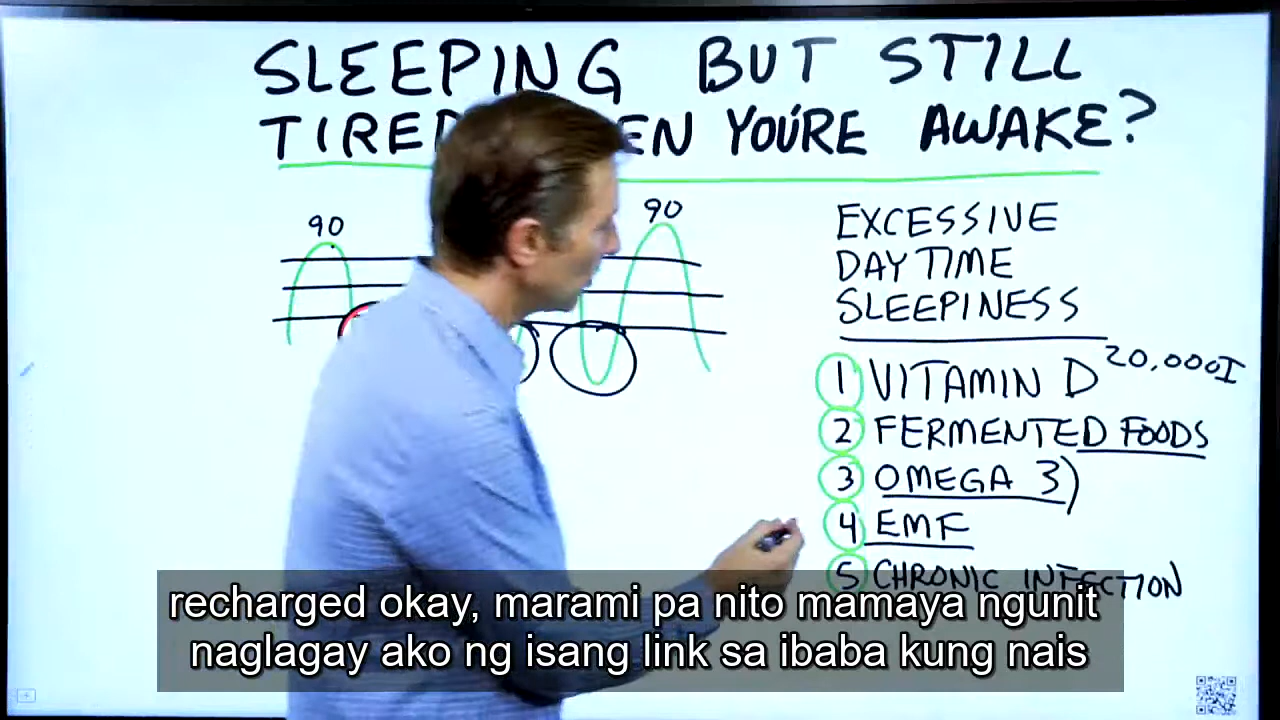 SLEEPING BUT STILL
TIRED EN YOU'RE AWAKE?
90
90
EXCESSIVE
DAYTIME
SLEEPINESS
1 VITAMIN D 20,000I
2 FERMENTED FOODS
3 OMEGA 3)
4 EMF
5 CHRONIC INFECTION
recharged okay, marami pa nito mamaya ngunit
naglagay ako ng isang link sa ibaba kung nais